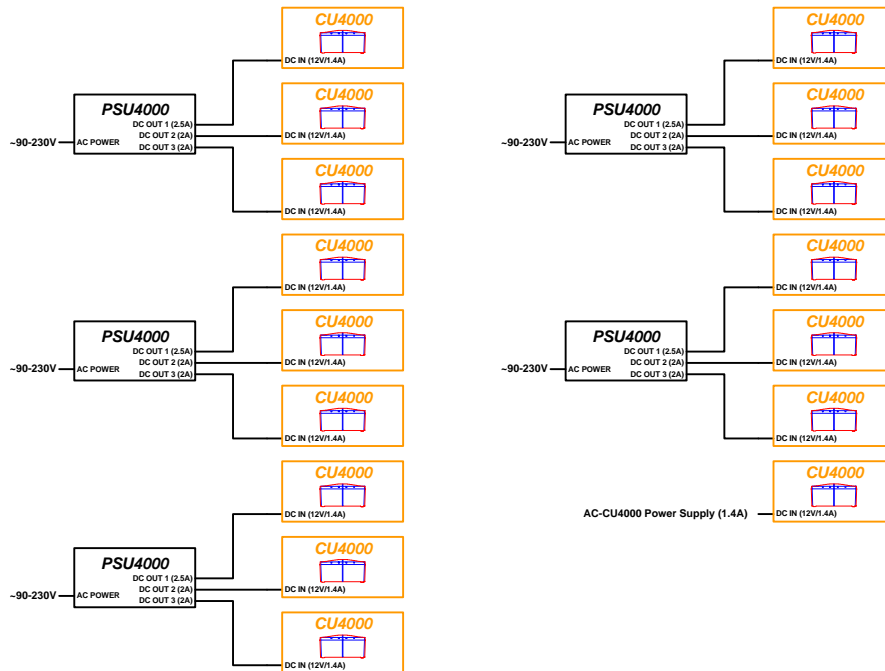 CU4000
DC IN (12V/1.4A)
PSU4000
DC OUT 1 (2.5A)
DC OUT 2 (2A)
DC OUT 3 (2A)
~90-230V
AC POWER
CU4000
DC IN (12V/1.4A)
CU4000
DC IN (12V/1.4A)
CU4000
DC IN (12V/1.4A)
PSU4000
DC OUT 1 (2.5A)
DC OUT 2 (2A)
DC OUT 3 (2A)
~90-230V
AC POWER
CU4000
DC IN (12V/1.4A)
CU4000
DC IN (12V/1.4A)
CU4000
DC IN (12V/1.4A)
PSU4000
DC OUT 1 (2.5A)
DC OUT 2 (2A)
DC OUT 3 (2A)
~90-230V
AC POWER
CU4000
DC IN (12V/1.4A)
CU4000
DC IN (12V/1.4A)
CU4000
DC IN (12V/1.4A)
PSU4000
DC OUT 1 (2.5A)
DC OUT 2 (2A)
DC OUT 3 (2A)
~90-230V
AC POWER
CU4000
DC IN (12V/1.4A)
CU4000
DC IN (12V/1.4A)
CU4000
DC IN (12V/1.4A)
PSU4000
DC OUT 1 (2.5A)
DC OUT 2 (2A)
DC OUT 3 (2A)
~90-230V
AC POWER
CU4000
DC IN (12V/1.4A)
CU4000
DC IN (12V/1.4A)
CU4000
AC-CU4000 Power Supply (1.4A)
DC IN (12V/1.4A)